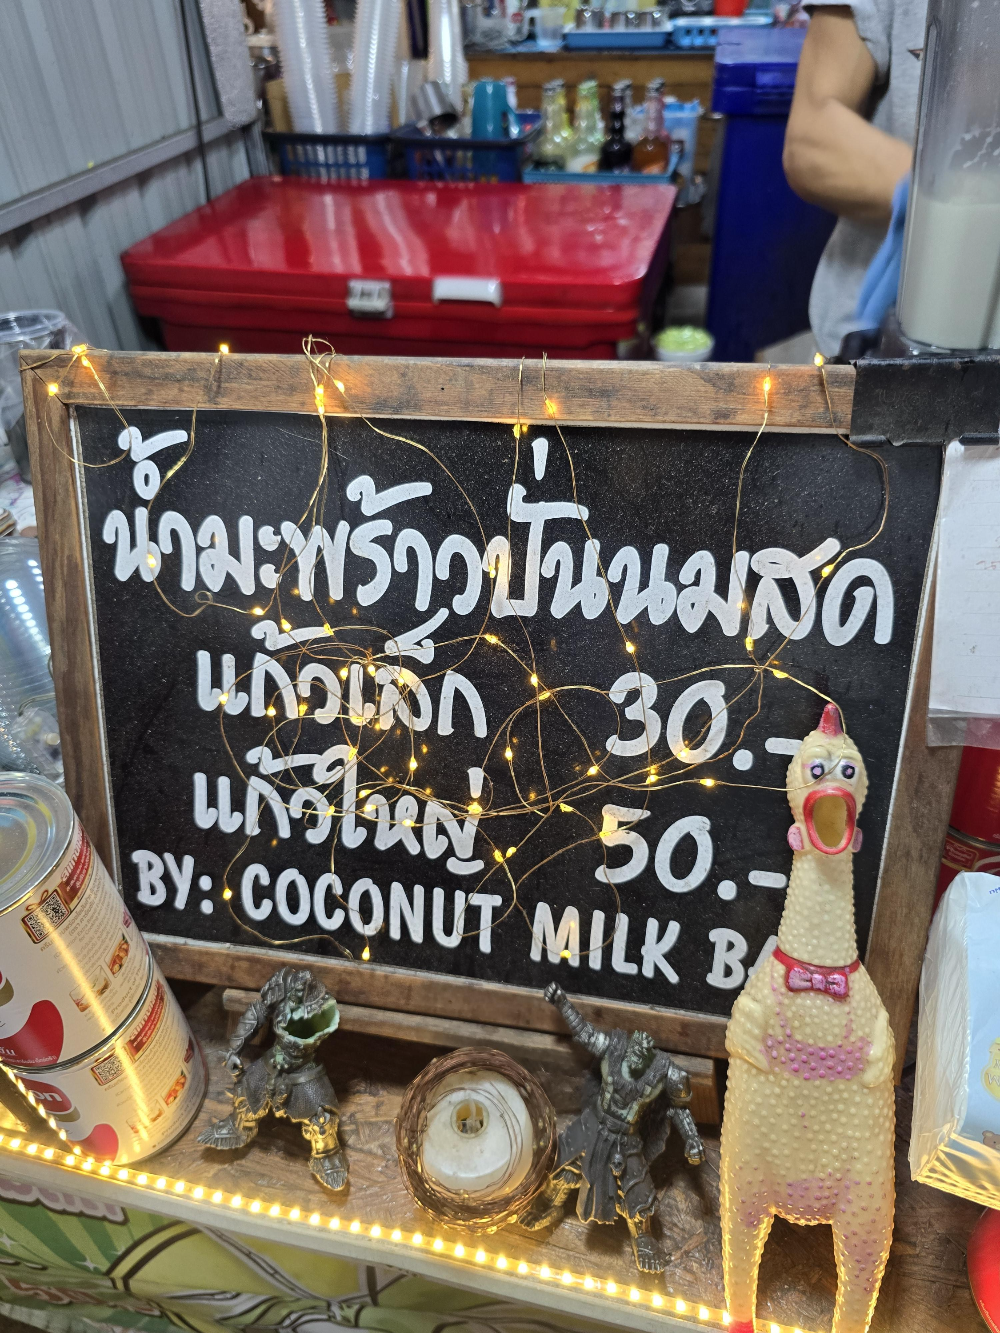 น้ำมะพร้าวปั่นนมสด
แก้วเล็ก 30.-
แก้วใหญ่ 50.-
BY: COCONUT MILK